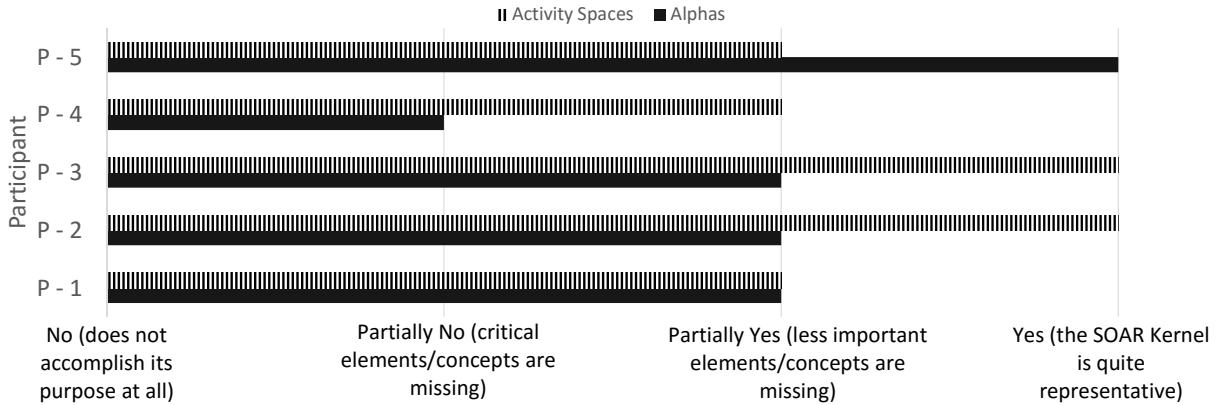 Activity Spaces Alphas
Participant
P - 5
P - 4
P - 3
P - 2
P - 1
No (does not
accomplish its
purpose at all)
Partially No (critical
elements/concepts are
missing)
Partially Yes (less important
elements/concepts are
missing)
Yes (the SOAR Kernel
is quite
representative)